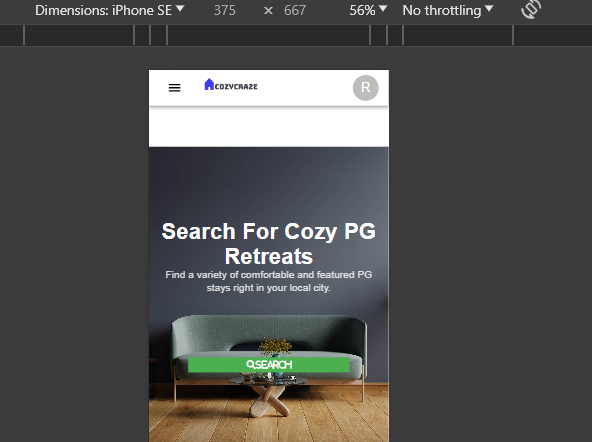 Dimensions: iPhone SE ▼ 375 × 667 56% ▼ No throttling ▼
COZYCRAZE R
Search For Cozy PG
Retreats
Find a variety of comfortable and featured PG
stays right in your local city.
SEARCH